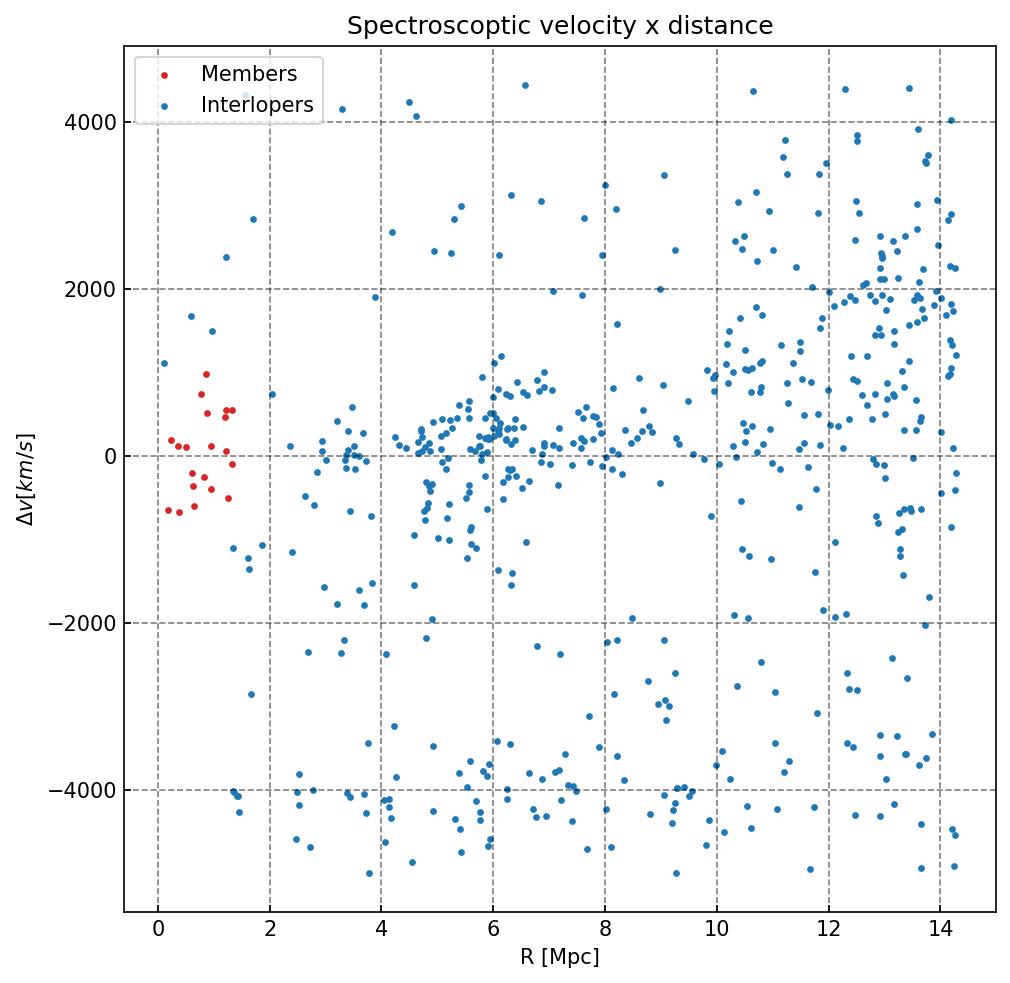 Spectroscoptic velocity x distance
Members
Interlopers
4000
2000
0
−2000
−4000
Δv[km/s]
0 2 4 6 8 10 12 14
R [Mpc]